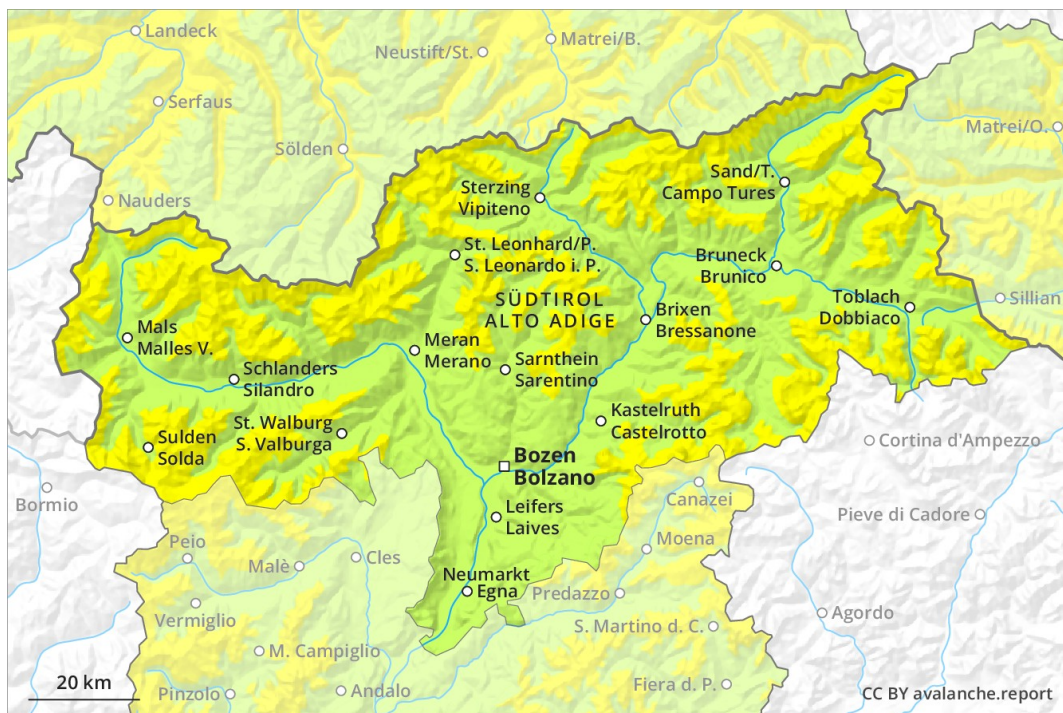 Landeck
Matrei/B.
Neustift/St.
Serfaus
Matrei/O.
Sölden
Sand/T.
Campo Tures
Sterzing
Vipiteno
Nauders
St. Leonhard/P.
S. Leonardo i. P.
Bruneck
Brunico
SÜDTIROL
ALTO ADIGE
Toblach
Dobbiaco
Sillian
Brixen
Bressanone
Mals
Malles V.
Meran
Merano
Schlanders
Silandro
Sarnthein
Sarentino
St. Walburg
S. Valburga
Kastelruth
Castelrotto
Sulden
Solda
Cortina d'Ampezzo
Bozen
Bolzano
Bormio
Canazei
Leifers
Laives
Pieve di Cadore
Moena
Peio
Malè
Cles
Neumarkt
Egna
Predazzo
Vermiglio
Agordo
S. Martino d. C.
M. Campiglio
20 km
Pinzolo
Andalo
Fiera d. P.
CC BY avalanche.report